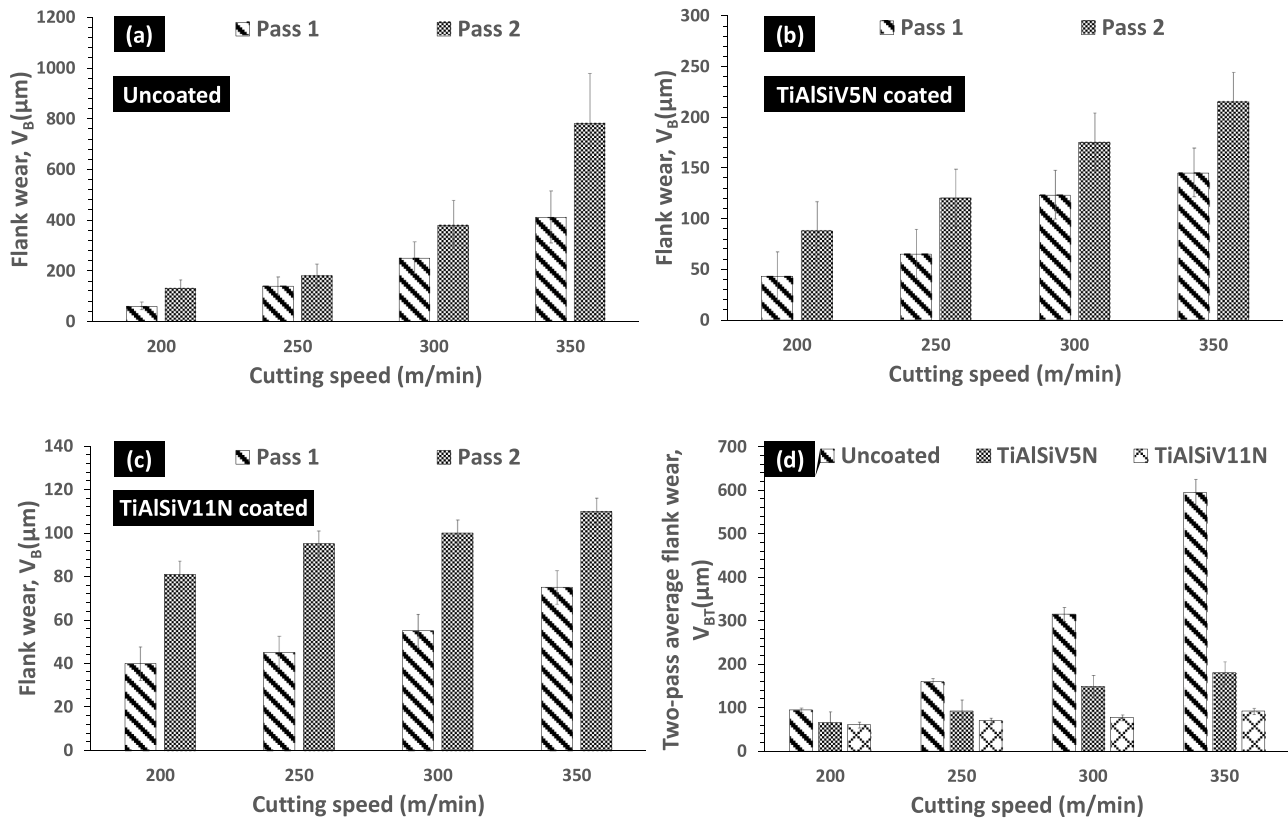 (a)
Pass 1
Pass 2
Uncoated
Flank wear, VB(µm)
1200
1000
800
600
400
200
0
200
250
300
350
Cutting speed (m/min)
(b)
Pass 1
Pass 2
TiAlSiV5N coated
Flank wear, VB(µm)
300
250
200
150
100
50
0
200
250
300
350
Cutting speed (m/min)
(c)
Pass 1
Pass 2
TiAlSiV11N coated
Flank wear, VB(µm)
140
120
100
80
60
40
20
0
200
250
300
350
Cutting speed (m/min)
(d)
Uncoated
TiAlSiV5N
TiAlSiV11N
Two-pass average flank wear,
VBT(µm)
700
600
500
400
300
200
100
0
200
250
300
350
Cutting speed (m/min)